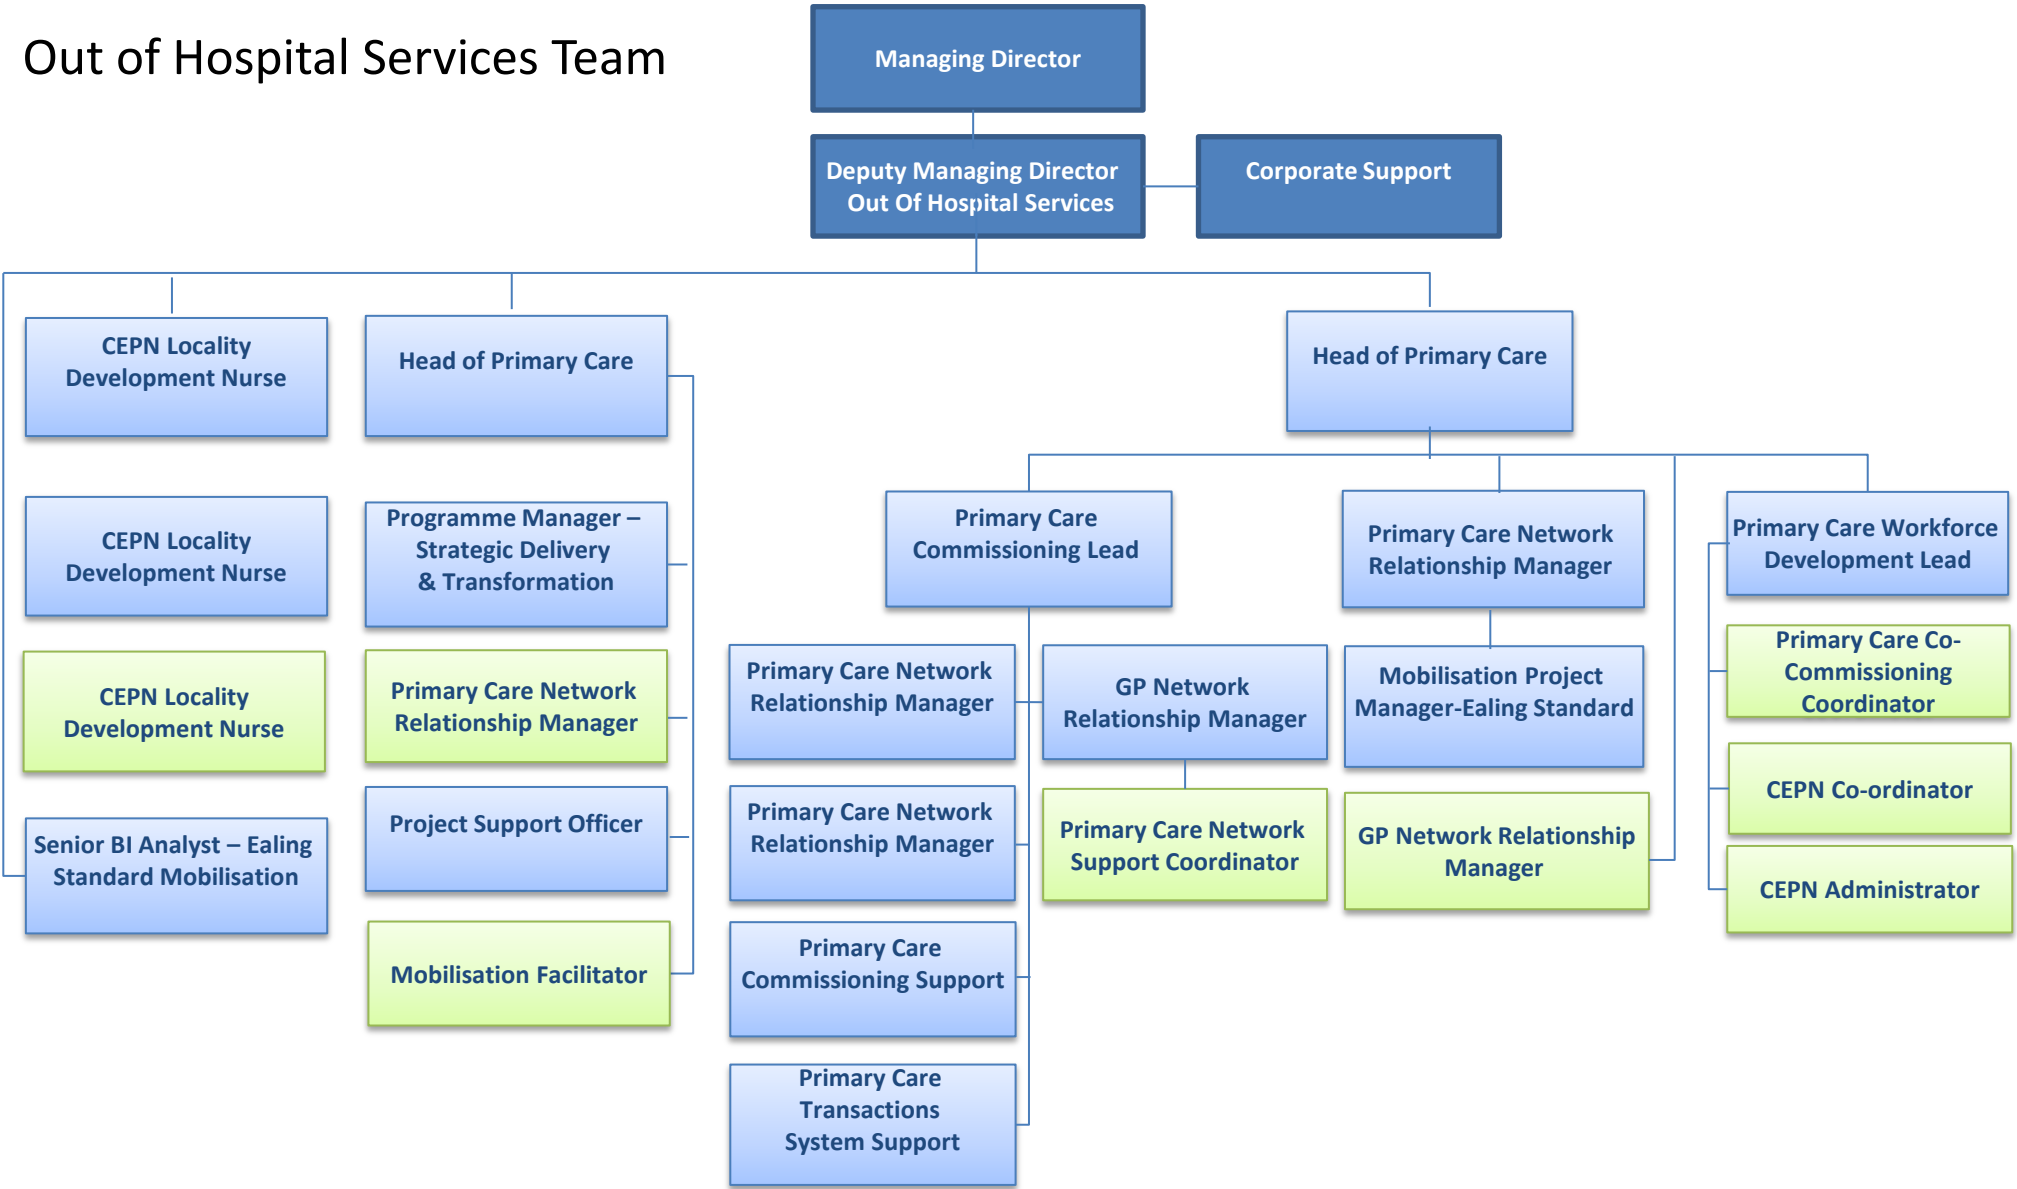 Out of Hospital Services Team
Managing Director
Deputy Managing Director
Out Of Hospital Services
Corporate Support
CEPN Locality
Development Nurse
Head of Primary Care
Head of Primary Care
CEPN Locality
Development Nurse
Programme Manager –
Strategic Delivery
& Transformation
Primary Care
Commissioning Lead
Primary Care Network
Relationship Manager
Primary Care Workforce
Development Lead
CEPN Locality
Development Nurse
Primary Care Network
Relationship Manager
Primary Care Network
Relationship Manager
GP Network
Relationship Manager
Mobilisation Project
Manager-Ealing Standard
Primary Care Co-
Commissioning
Coordinator
Senior BI Analyst – Ealing
Standard Mobilisation
Project Support Officer
Primary Care Network
Relationship Manager
Primary Care Network
Support Coordinator
GP Network Relationship
Manager
CEPN Co-ordinator
CEPN Administrator
Mobilisation Facilitator
Primary Care
Commissioning Support
Primary Care
Transactions
System Support